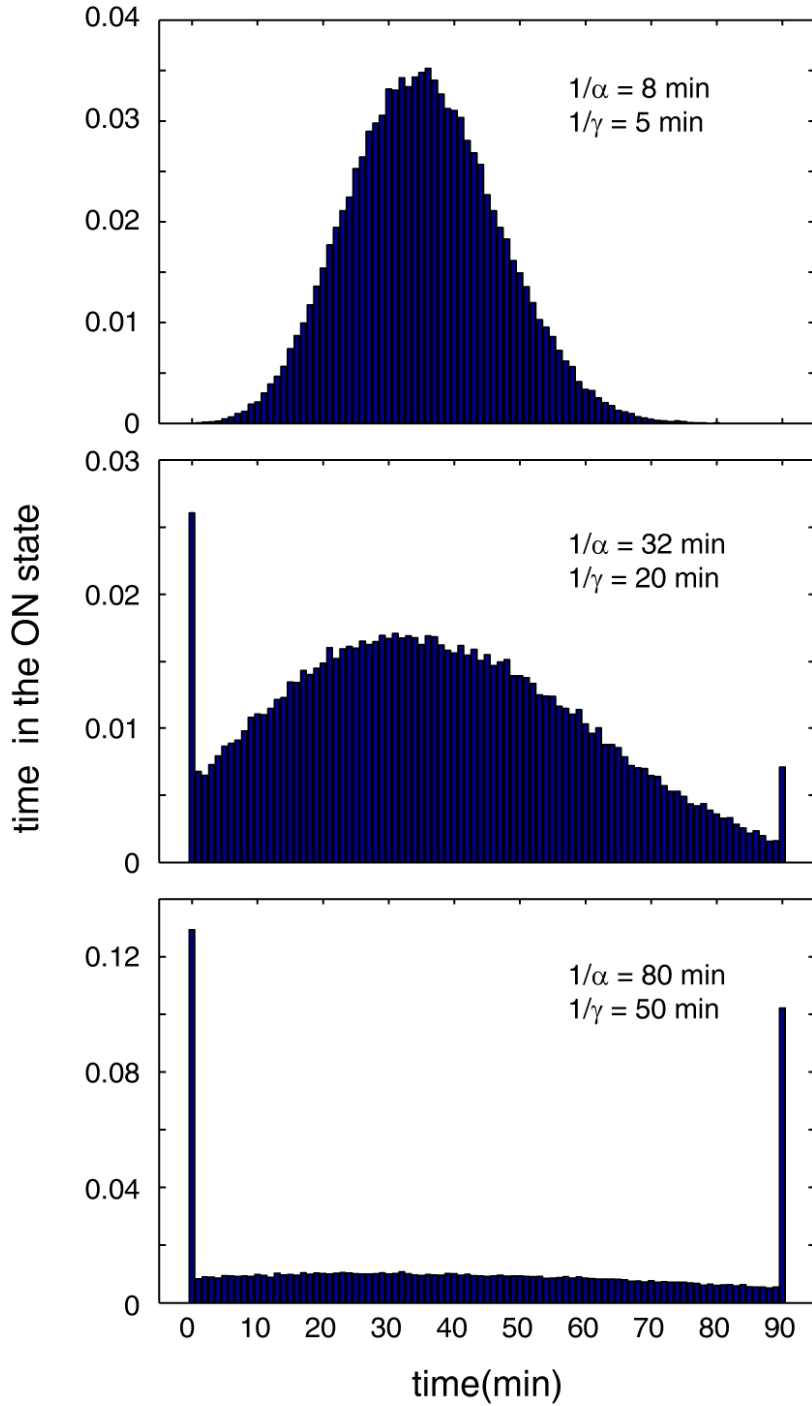 0.04
0.03
0.02
0.01
0
1/α = 8 min
1/γ = 5 min
0.03
0.02
0.01
0
1/α = 32 min
1/γ = 20 min
time in the ON state
0.12
0.08
0.04
0
1/α = 80 min
1/γ = 50 min
0 10 20 30 40 50 60 70 80 90
time(min)